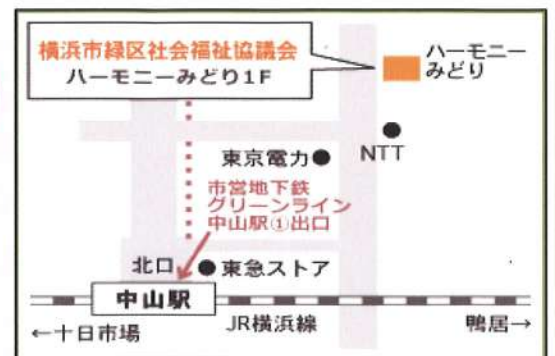 横浜市緑区社会福祉協議会
ハーモニーみどり1F
ハーモニー
みどり
東京電力
NTT
市営地下鉄
グリーンライン
中山駅①出口
北口
東急ストア
中山駅
←十日市場
JR横浜線
鴨居→